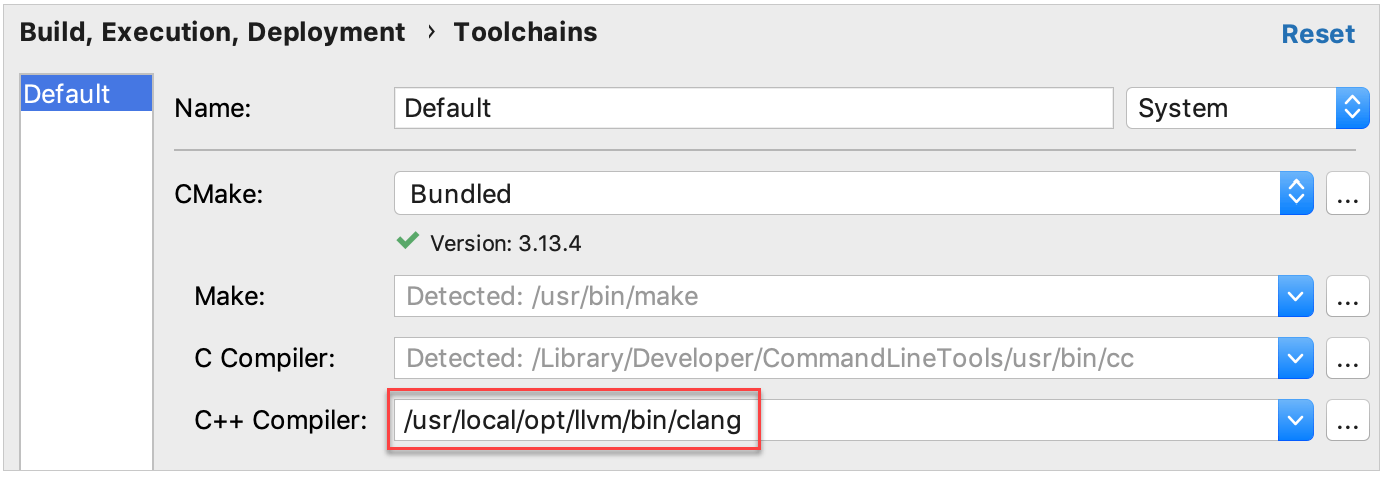 Build, Execution, Deployment › Toolchains
Reset
Default
Name: Default System
CMake: Bundled ...
Version: 3.13.4
Make: Detected: /usr/bin/make ...
C Compiler: Detected: /Library/Developer/CommandLineTools/usr/bin/cc ...
C++ Compiler: /usr/local/opt/llvm/bin/clang ...